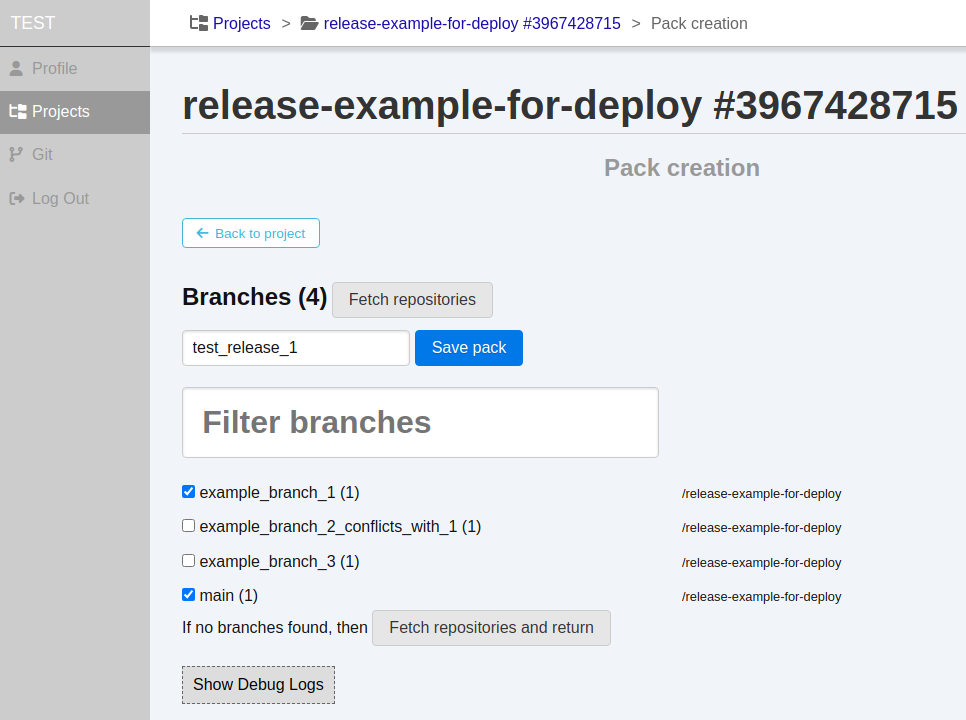 TEST
Projects > release-example-for-deploy #3967428715 > Pack creation
Profile
Projects
Git
Log Out
release-example-for-deploy #3967428715
Pack creation
Back to project
Branches (4) Fetch repositories
test_release_1 Save pack
Filter branches
example_branch_1 (1) /release-example-for-deploy
example_branch_2_conflicts_with_1 (1) /release-example-for-deploy
example_branch_3 (1) /release-example-for-deploy
main (1) /release-example-for-deploy
If no branches found, then Fetch repositories and return
Show Debug Logs